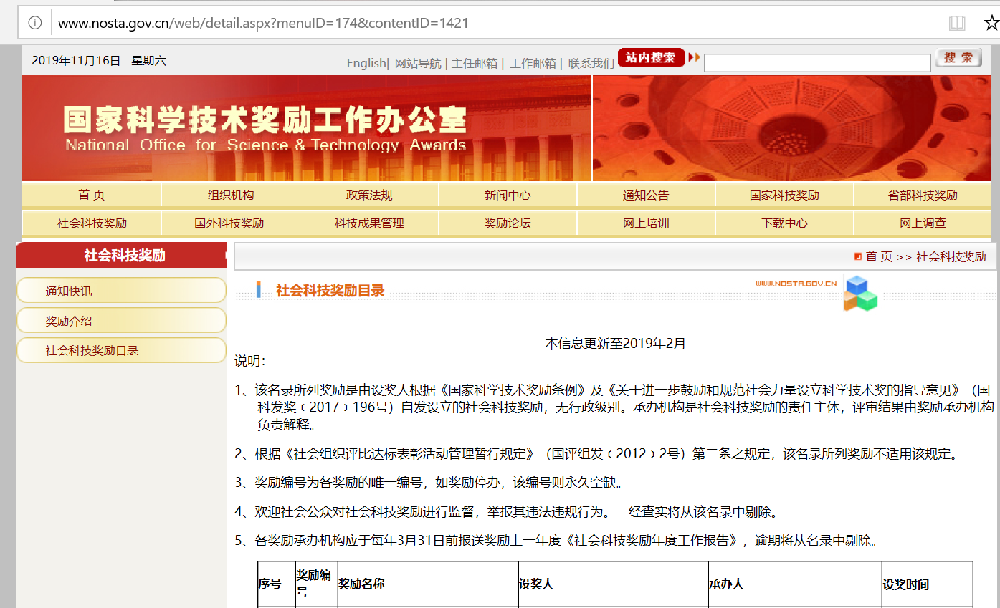 www.nosta.gov.cn/web/detail.aspx?menuID=174&contentID=1421
2019年11月16日 星期六
English| 网站导航 | 主任邮箱 | 工作邮箱 | 联系我们 站内搜索 搜 索
国家科学技术奖励工作办公室
National Office for Science & Technology Awards
首 页 组织机构 政策法规 新闻中心 通知公告 国家科技奖励 省部科技奖励
社会科技奖励 国外科技奖励 科技成果管理 奖励论坛 网上培训 下载中心 网上调查
社会科技奖励
通知快讯
奖励介绍
社会科技奖励目录
首 页 >> 社会科技奖励
社会科技奖励目录
WWW.NOSTA.GOV.CN
本信息更新至2019年2月
说明：
1、该名录所列奖励是由设奖人根据《国家科学技术奖励条例》及《关于进一步鼓励和规范社会力量设立科学技术奖的指导意见》（国
科发奖﹝2017﹞196号）自发设立的社会科技奖励，无行政级别。承办机构是社会科技奖励的责任主体，评审结果由奖励承办机构
负责解释。
2、根据《社会组织评比达标表彰活动管理暂行规定》（国评组发﹝2012﹞2号）第二条之规定，该名录所列奖励不适用该规定。
3、奖励编号为各奖励的唯一编号，如奖励停办，该编号则永久空缺。
4、欢迎社会公众对社会科技奖励进行监督，举报其违法违规行为。一经查实将从该名录中剔除。
5、各奖励承办机构应于每年3月31日前报送奖励上一年度《社会科技奖励年度工作报告》，逾期将从名录中剔除。
序号 奖励编号 奖励名称 设奖人 承办人 设奖时间